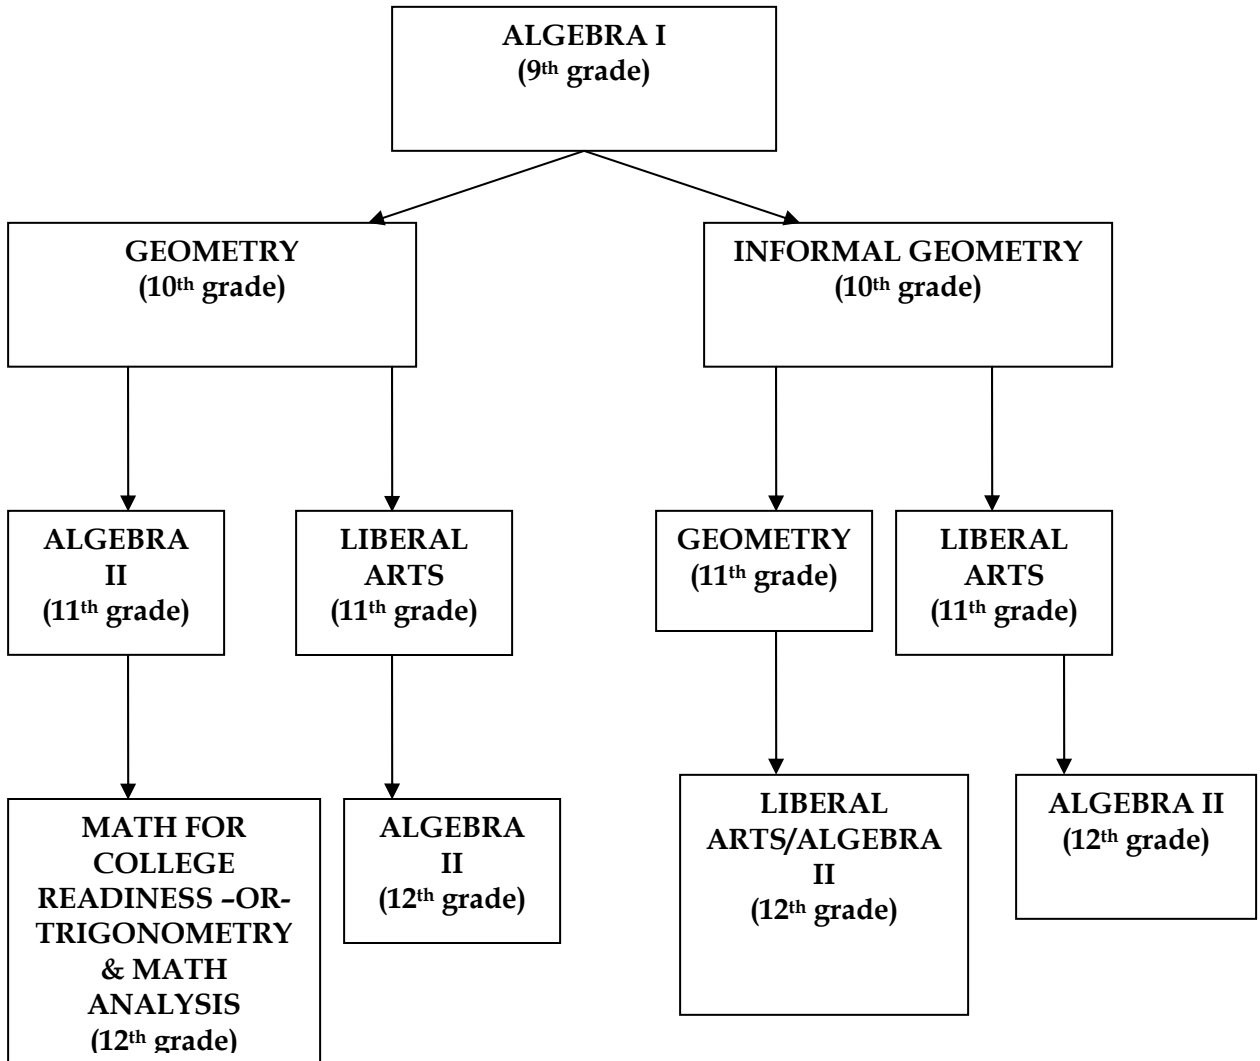 ALGEBRA I
(9th grade)
GEOMETRY
(10th grade)
INFORMAL GEOMETRY
(10th grade)
ALGEBRA
II
(11th grade)
LIBERAL
ARTS
(11th grade)
GEOMETRY
(11th grade)
LIBERAL
ARTS
(11th grade)
MATH FOR
COLLEGE
READINESS –OR-
TRIGONOMETRY
& MATH
ANALYSIS
(12th grade)
ALGEBRA
II
(12th grade)
LIBERAL
ARTS/ALGEBRA
II
(12th grade)
ALGEBRA II
(12th grade)